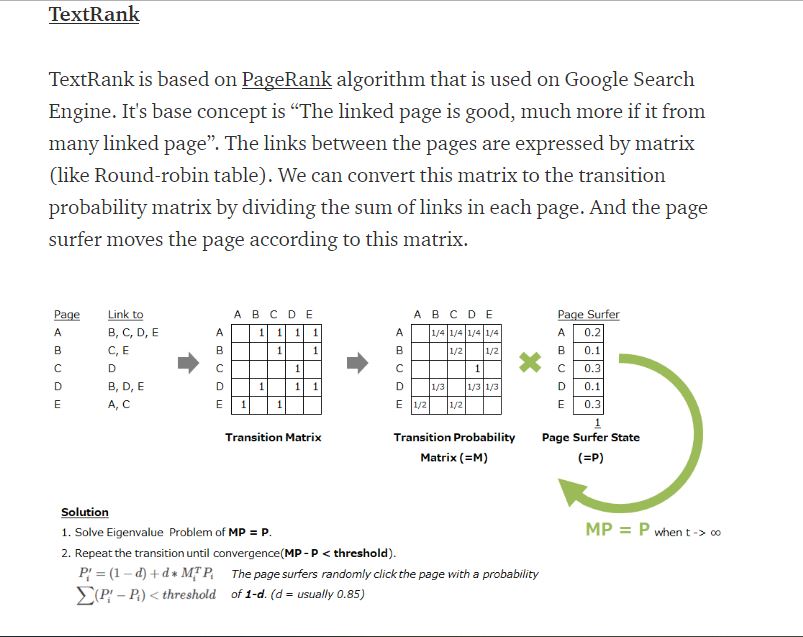 TextRank
TextRank is based on PageRank algorithm that is used on Google Search
Engine. It's base concept is “The linked page is good, much more if it from
many linked page”. The links between the pages are expressed by matrix
(like Round-robin table). We can convert this matrix to the transition
probability matrix by dividing the sum of links in each page. And the page
surfer moves the page according to this matrix.
Page Link to
A B, C, D, E
B C, E
C D
D B, D, E
E A, C
A B C D E
A 1 1 1 1
B 1 1
C 1
D 1 1 1
E 1 1
Transition Matrix
A B C D E
A 1/4 1/4 1/4 1/4
B 1/2 1/2
C 1
D 1/3 1/3 1/3
E 1/2 1/2
Transition Probability
Matrix (=M)
Page Surfer
A 0.2
B 0.1
C 0.3
D 0.1
E 0.3
1
Page Surfer State
(=P)
MP = P when t -> ∞
Solution
1. Solve Eigenvalue Problem of MP = P.
2. Repeat the transition until convergence(MP - P < threshold).
P'ᵢ = (1 − d) + d ∗ Mᵢᵀ Pᵢ The page surfers randomly click the page with a probability
∑(Pᵢ' − Pᵢ) < threshold of 1-d. (d = usually 0.85)